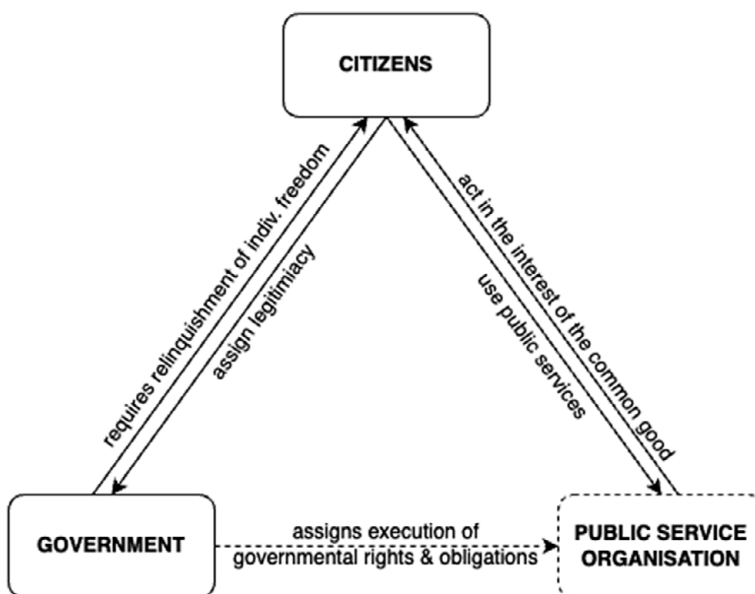 CITIZENS
requires relinquishment of indiv. freedom
assign legitimiacy
act in the interest of the common good
use public services
GOVERNMENT
assigns execution of
governmental rights & obligations
PUBLIC SERVICE
ORGANISATION